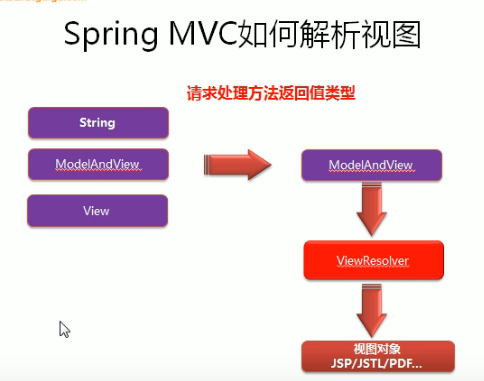 Spring MVC如何解析视图
请求处理方法返回值类型
String
ModelAndView
View
ModelAndView
ViewResolver
视图对象
JSP/JSTL/PDF...